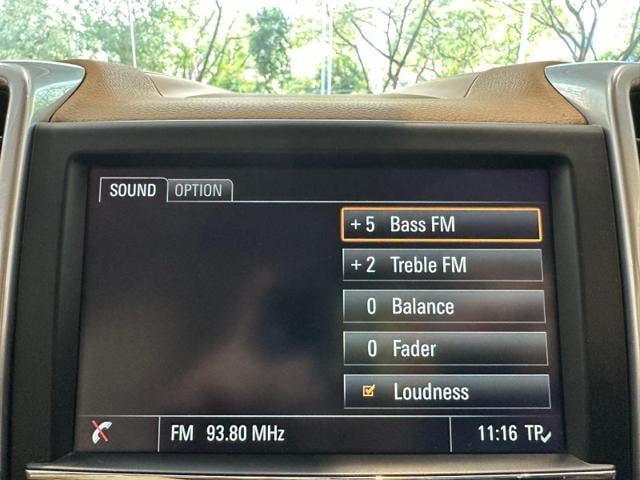 SOUND OPTION
+ 5 Bass FM
+ 2 Treble FM
0 Balance
0 Fader
Loudness
FM 93.80 MHz 11:16 TP